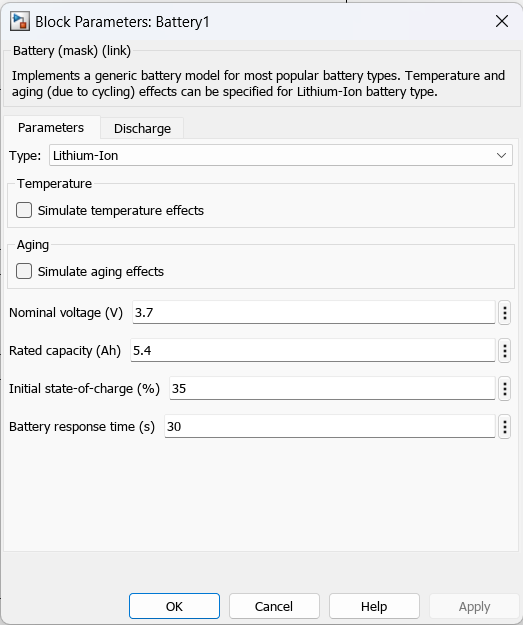 Block Parameters: Battery1
Battery (mask) (link)
Implements a generic battery model for most popular battery types. Temperature and
aging (due to cycling) effects can be specified for Lithium-Ion battery type.
Parameters Discharge
Type: Lithium-Ion
Temperature
Simulate temperature effects
Aging
Simulate aging effects
Nominal voltage (V) 3.7
Rated capacity (Ah) 5.4
Initial state-of-charge (%) 35
Battery response time (s) 30
OK Cancel Help Apply